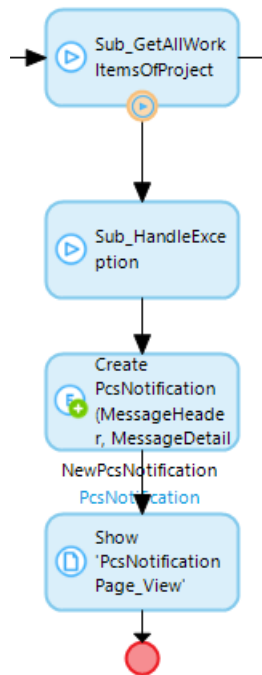 Sub_GetAllWork
ItemsOfProject
Sub_HandleExce
ption
Create
PcsNotification
(MessageHeade
r, MessageDetail
NewPcsNotification
PcsNotification
Show
'PcsNotification
Page_View'